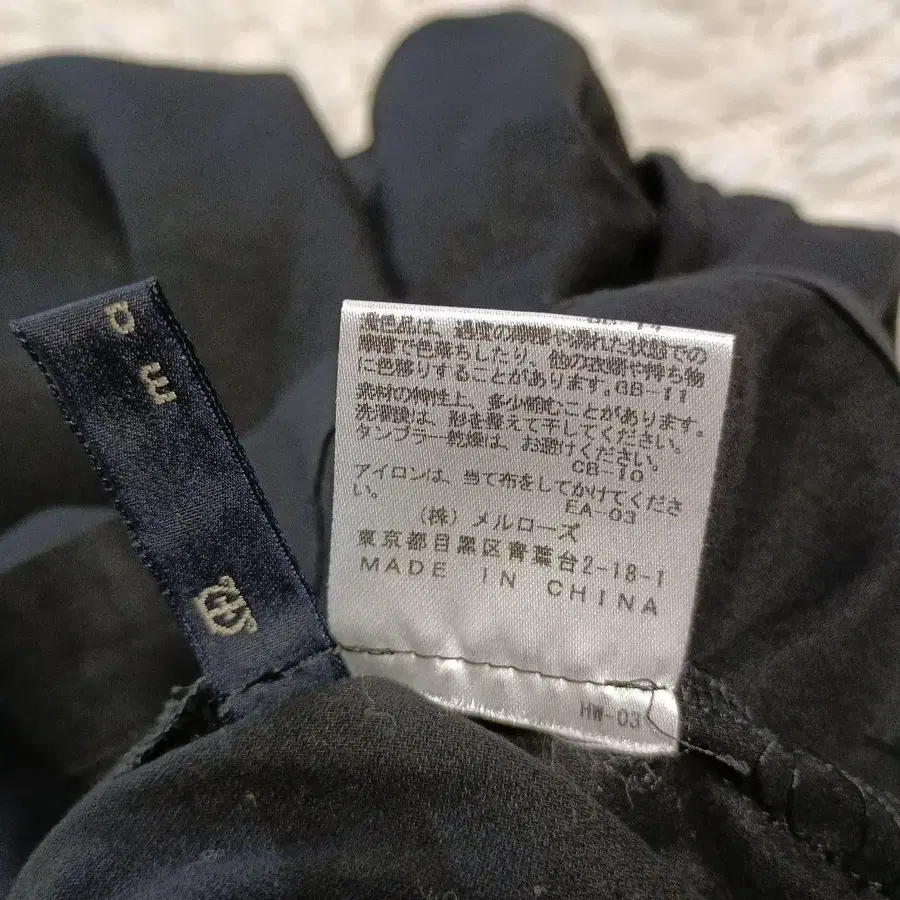 濃色品は、過度の摩擦や濡れた状態での
摩擦で色落ちしたり、他の衣類や持ち物
に色移りすることがあります。GB-11
素材の特性上、多少縮むことがあります。
洗濯後は、形を整えて干してください。
タンブラー乾燥は、お避けください。
CB-10
アイロンは、当て布をしてかけてくださ
い。
EA-03
(株) メルローズ
東京都目黒区青葉台2-18-1
MADE IN CHINA
HW-03